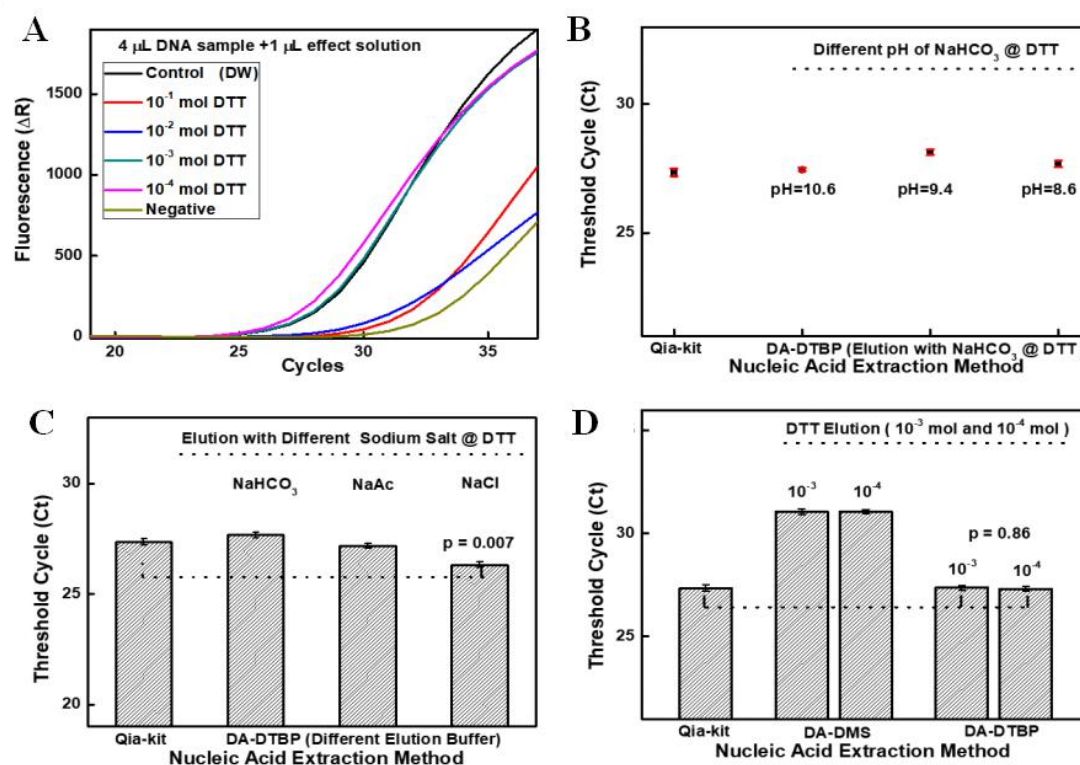 A
4 µL DNA sample +1 µL effect solution
Control (DW)
10⁻¹ mol DTT
10⁻² mol DTT
10⁻³ mol DTT
10⁻⁴ mol DTT
Negative
Fluorescence (ΔR)
1500
1000
500
0
20 25 30 35
Cycles
B
Different pH of NaHCO₃ @ DTT
Threshold Cycle (Ct)
30
25
pH=10.6 pH=9.4 pH=8.6
Qia-kit DA-DTBP (Elution with NaHCO₃ @ DTT
Nucleic Acid Extraction Method
C
Elution with Different Sodium Salt @ DTT
NaHCO₃ NaAc NaCl
p = 0.007
Threshold Cycle (Ct)
30
25
20
Qia-kit DA-DTBP (Different Elution Buffer)
Nucleic Acid Extraction Method
D
DTT Elution ( 10⁻³ mol and 10⁻⁴ mol )
10⁻³ 10⁻⁴
p = 0.86
10⁻³ 10⁻⁴
Threshold Cycle (Ct)
30
25
Qia-kit DA-DMS DA-DTBP
Nucleic Acid Extraction Method